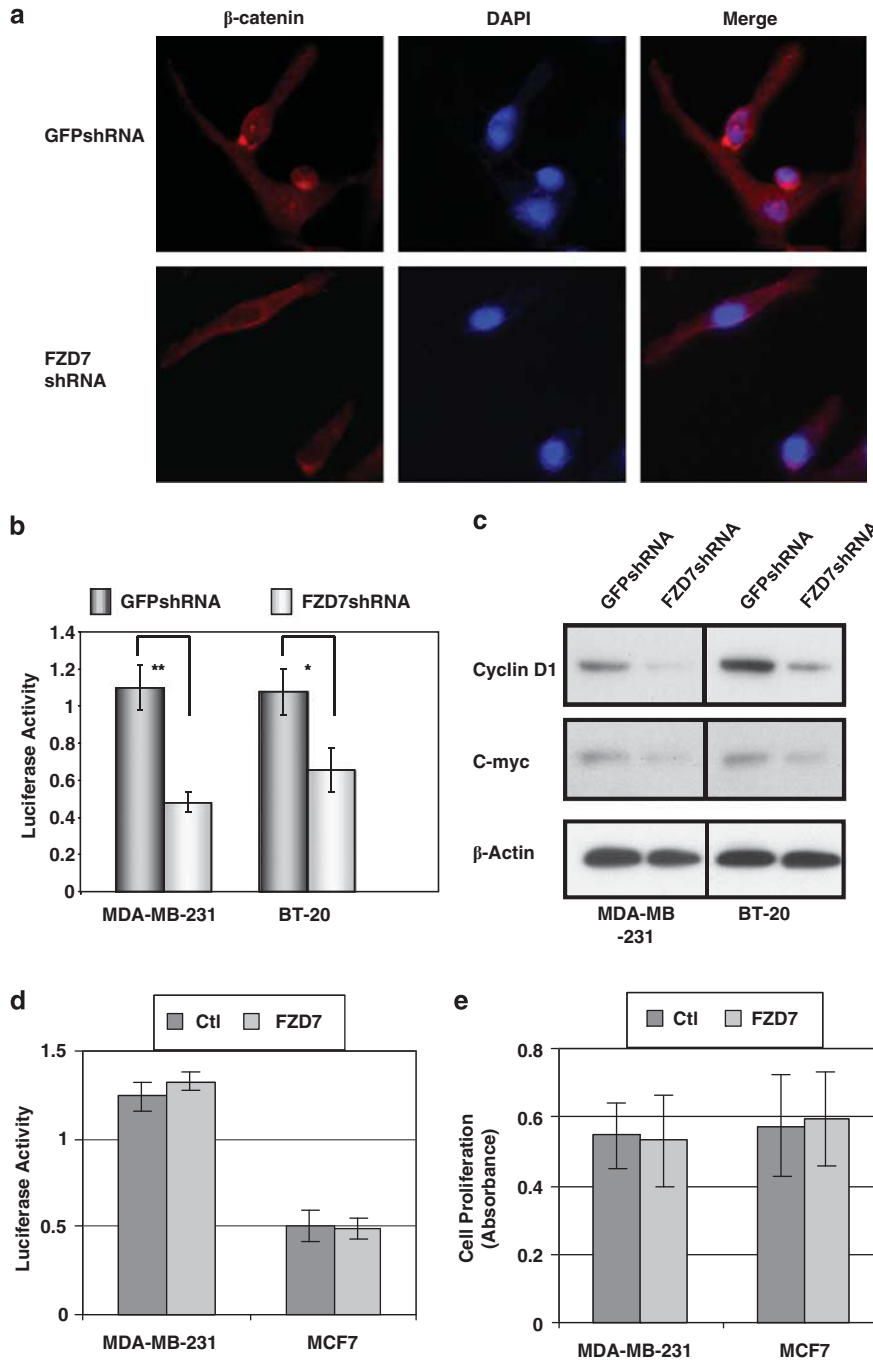 a
β-catenin DAPI Merge
GFPshRNA
FZD7
shRNA
b
GFPshRNA FZD7shRNA
Luciferase Activity
1.4
1.2
1
0.8
0.6
0.4
0.2
0
** *
MDA-MB-231 BT-20
c
GFPshRNA FZD7shRNA GFPshRNA FZD7shRNA
Cyclin D1
C-myc
β-Actin
MDA-MB
-231
BT-20
d
Ctl FZD7
Luciferase Activity
1.5
1
0.5
0
MDA-MB-231 MCF7
e
Ctl FZD7
Cell Proliferation
(Absorbance)
0.8
0.6
0.4
0.2
0
MDA-MB-231 MCF7